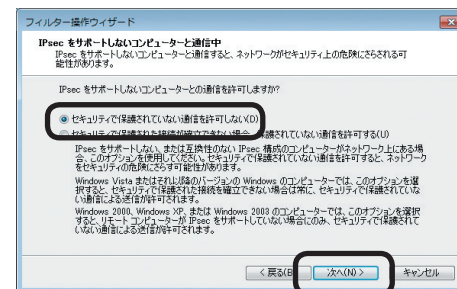 フィルター操作ウィザード
IPsec をサポートしないコンピューターと通信中
IPsec をサポートしないコンピューターと通信すると、ネットワークがセキュリティ上の危険にさらされる可
能性があります。
IPsec をサポートしないコンピューターとの通信を許可しますか?
セキュリティで保護されていない通信を許可しない(D)
セキュリティで保護された接続が確立できない場合、保護されていない通信を許可する(U)
IPsec をサポートしない、または互換性のない IPsec 構成のコンピューターがネットワーク上にある場
合、このオプションを使用してください。セキュリティで保護されていない通信を許可すると、ネットワーク
をセキュリティの危険にさらす可能性があります。
Windows Vista またはそれ以降のバージョンの Windows のコンピューターでは、このオプションを選
択すると、セキュリティで保護された接続を確立できない場合は常に、セキュリティで保護されていな
い通信による送信が許可されます。
Windows 2000、Windows XP、または Windows 2003 のコンピューターでは、このオプションを選択
すると、リモート コンピューターが IPsec をサポートしていない場合にのみ、セキュリティで保護されて
いない通信による送信が許可されます。
< 戻る(B 次へ(N) > キャンセル